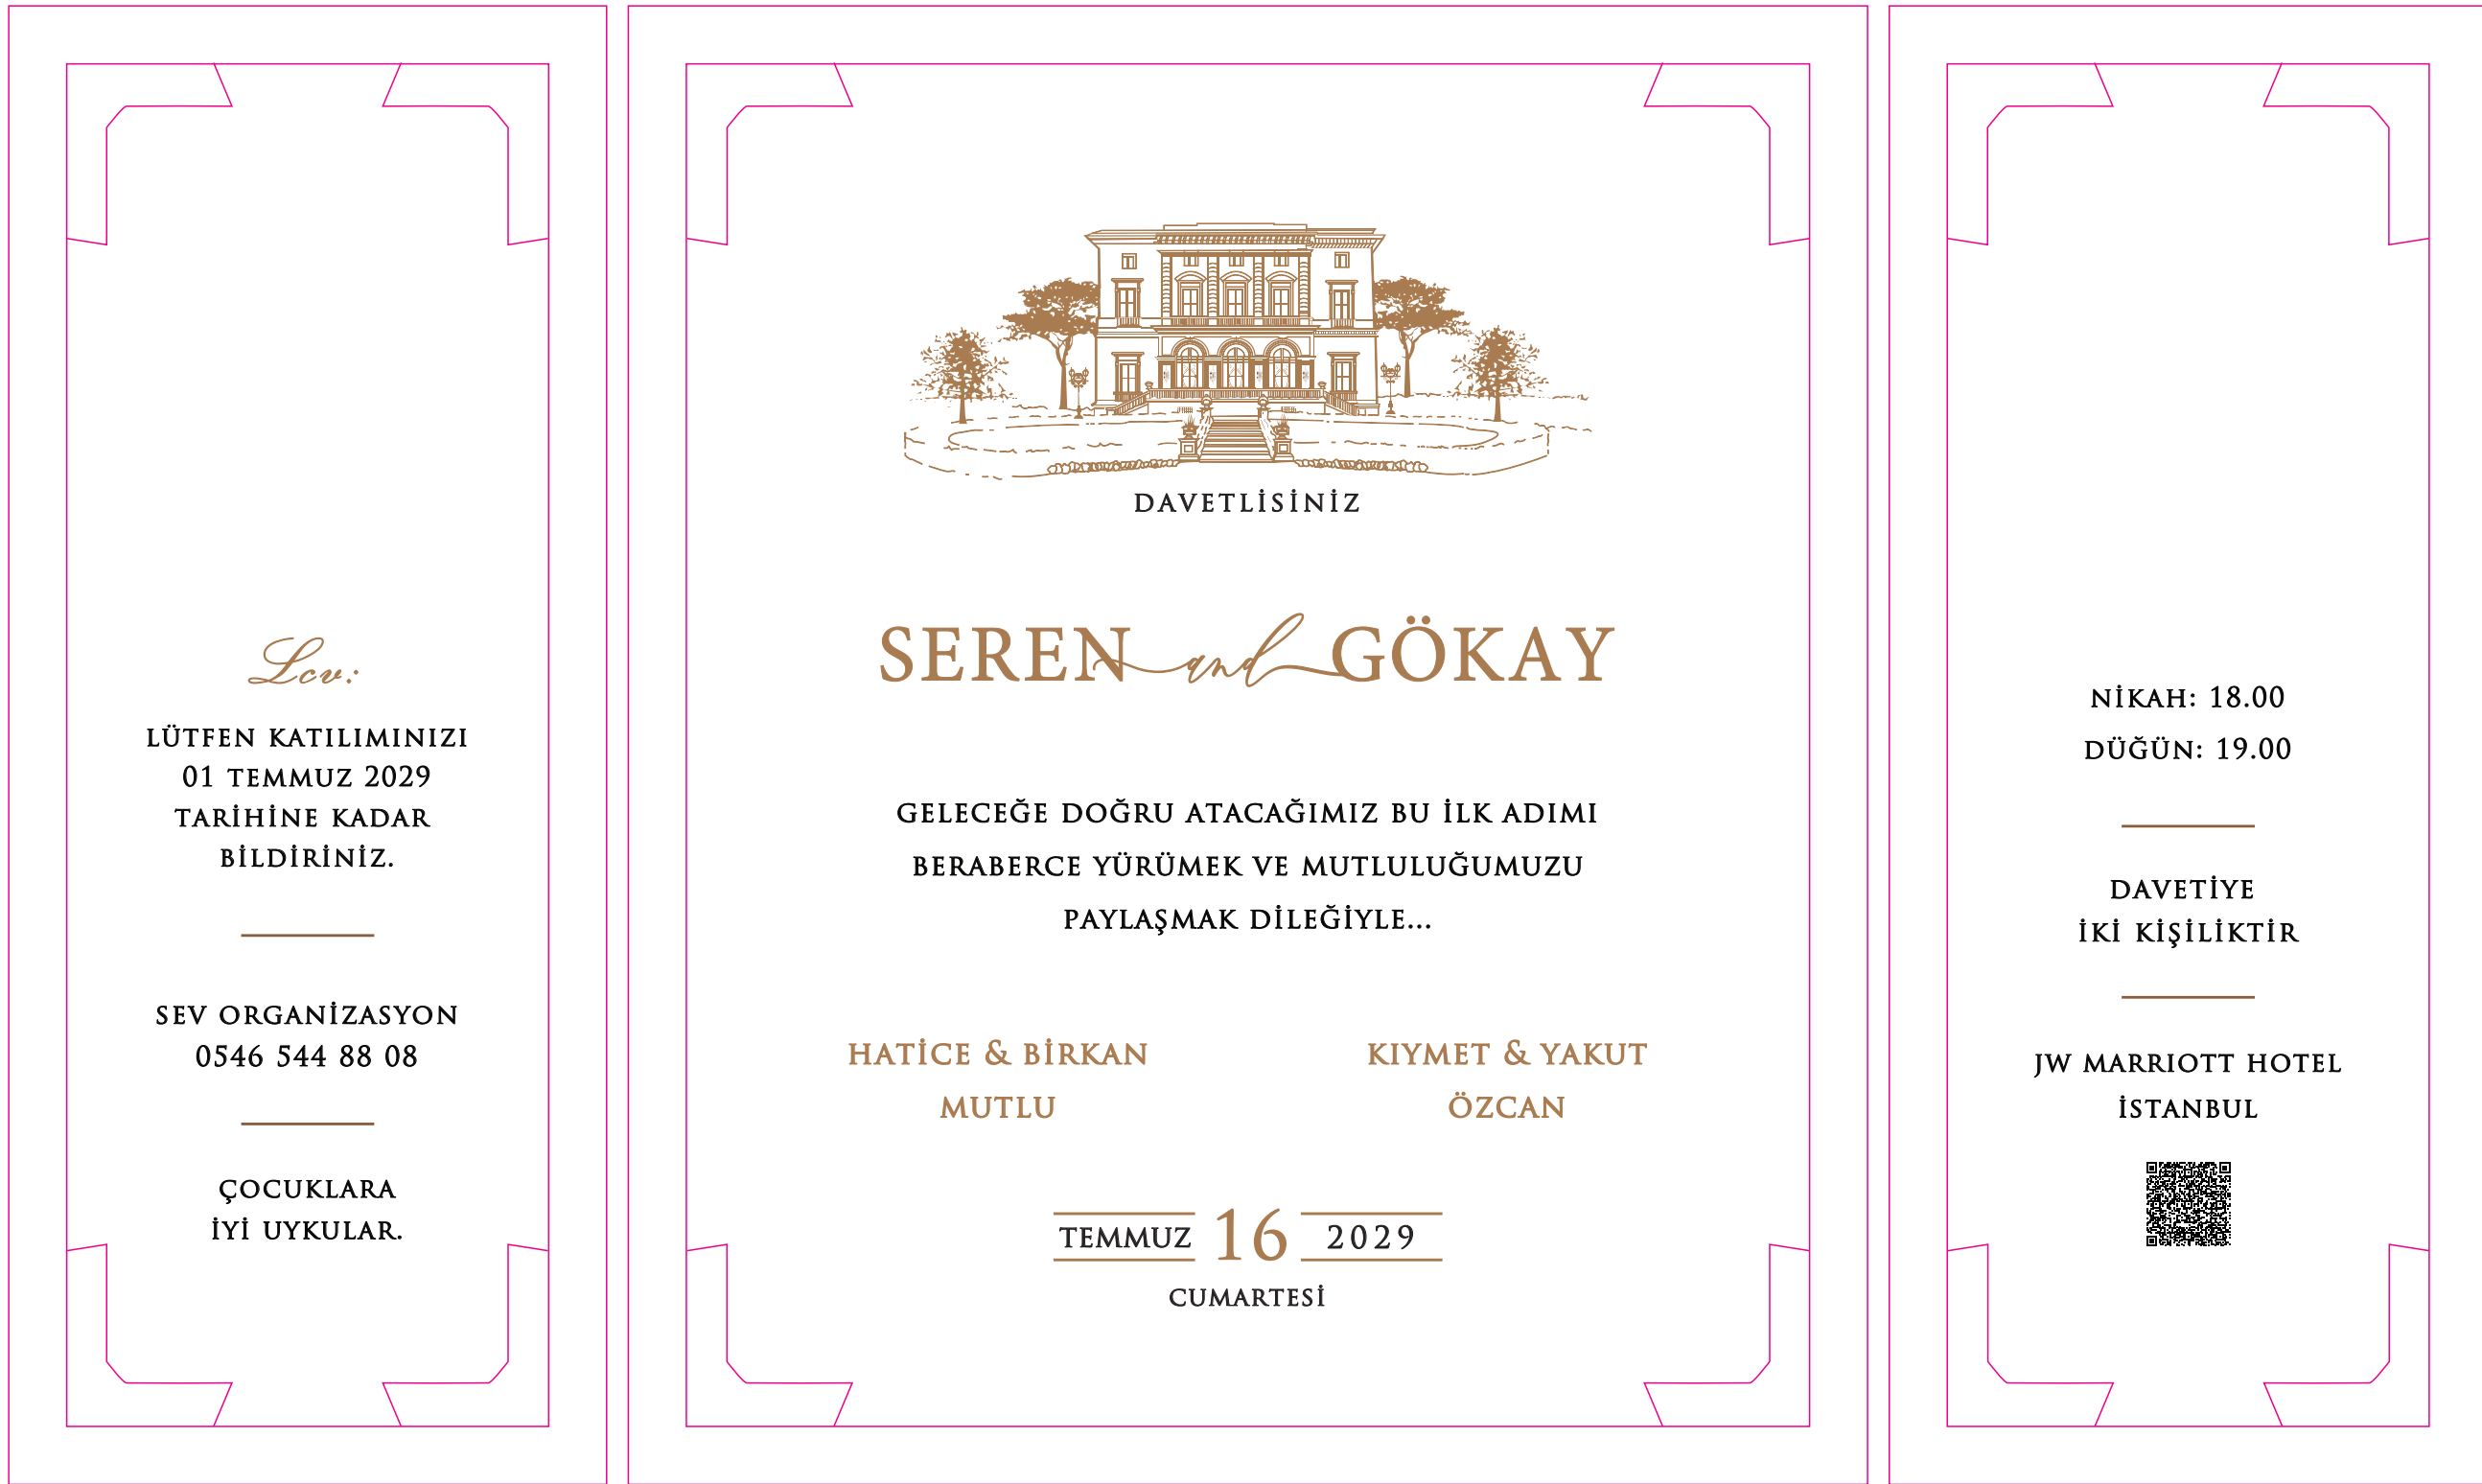 Lcv:
LÜTFEN KATILIMINIZI
01 TEMMUZ 2029
TARİHİNE KADAR
BİLDİRİNİZ.
SEV ORGANİZASYON
0546 544 88 08
ÇOCUKLARA
İYİ UYKULAR.
DAVETLİSİNİZ
SEREN and GÖKAY
GELECEĞE DOĞRU ATACAĞIMIZ BU İLK ADIMI
BERABERCE YÜRÜMEK VE MUTLULUĞUMUZU
PAYLAŞMAK DİLEĞİYLE...
HATİCE & BİRKAN
MUTLU
KIYMET & YAKUT
ÖZCAN
TEMMUZ 16 2029
CUMARTESİ
NİKAH: 18.00
DÜĞÜN: 19.00
DAVETİYE
İKİ KİŞİLİKTİR
JW MARRIOTT HOTEL
İSTANBUL